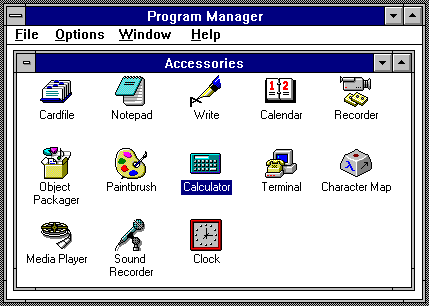 Program Manager
File Options Window Help
Accessories
Cardfile Notepad Write Calendar Recorder
Object Packager Paintbrush Calculator Terminal Character Map
Media Player Sound Recorder Clock